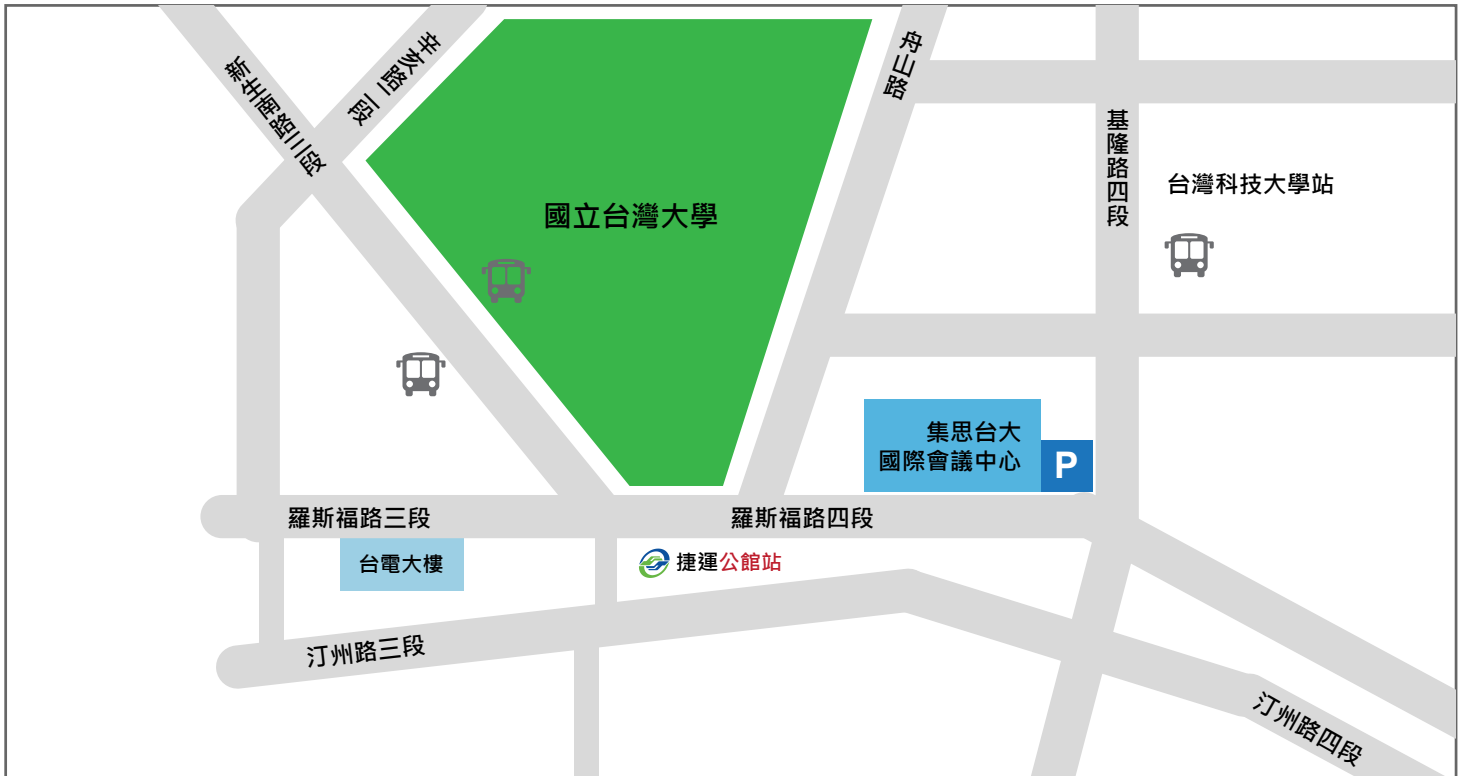 辛亥路二段
新生南路三段
舟山路
基隆路四段
台灣科技大學站
國立台灣大學
集思台大
國際會議中心
P
羅斯福路三段
羅斯福路四段
台電大樓
捷運公館站
汀州路三段
汀州路四段